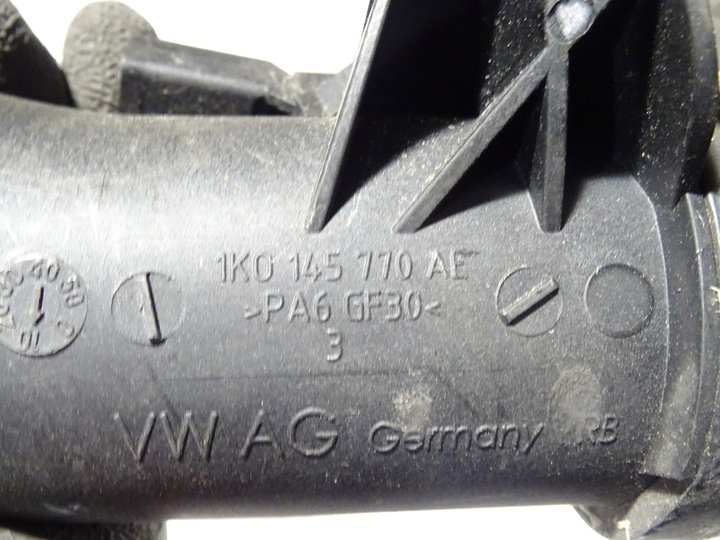 1K0 145 770 AE
>PA6 GF30<
3
VW AG Germany